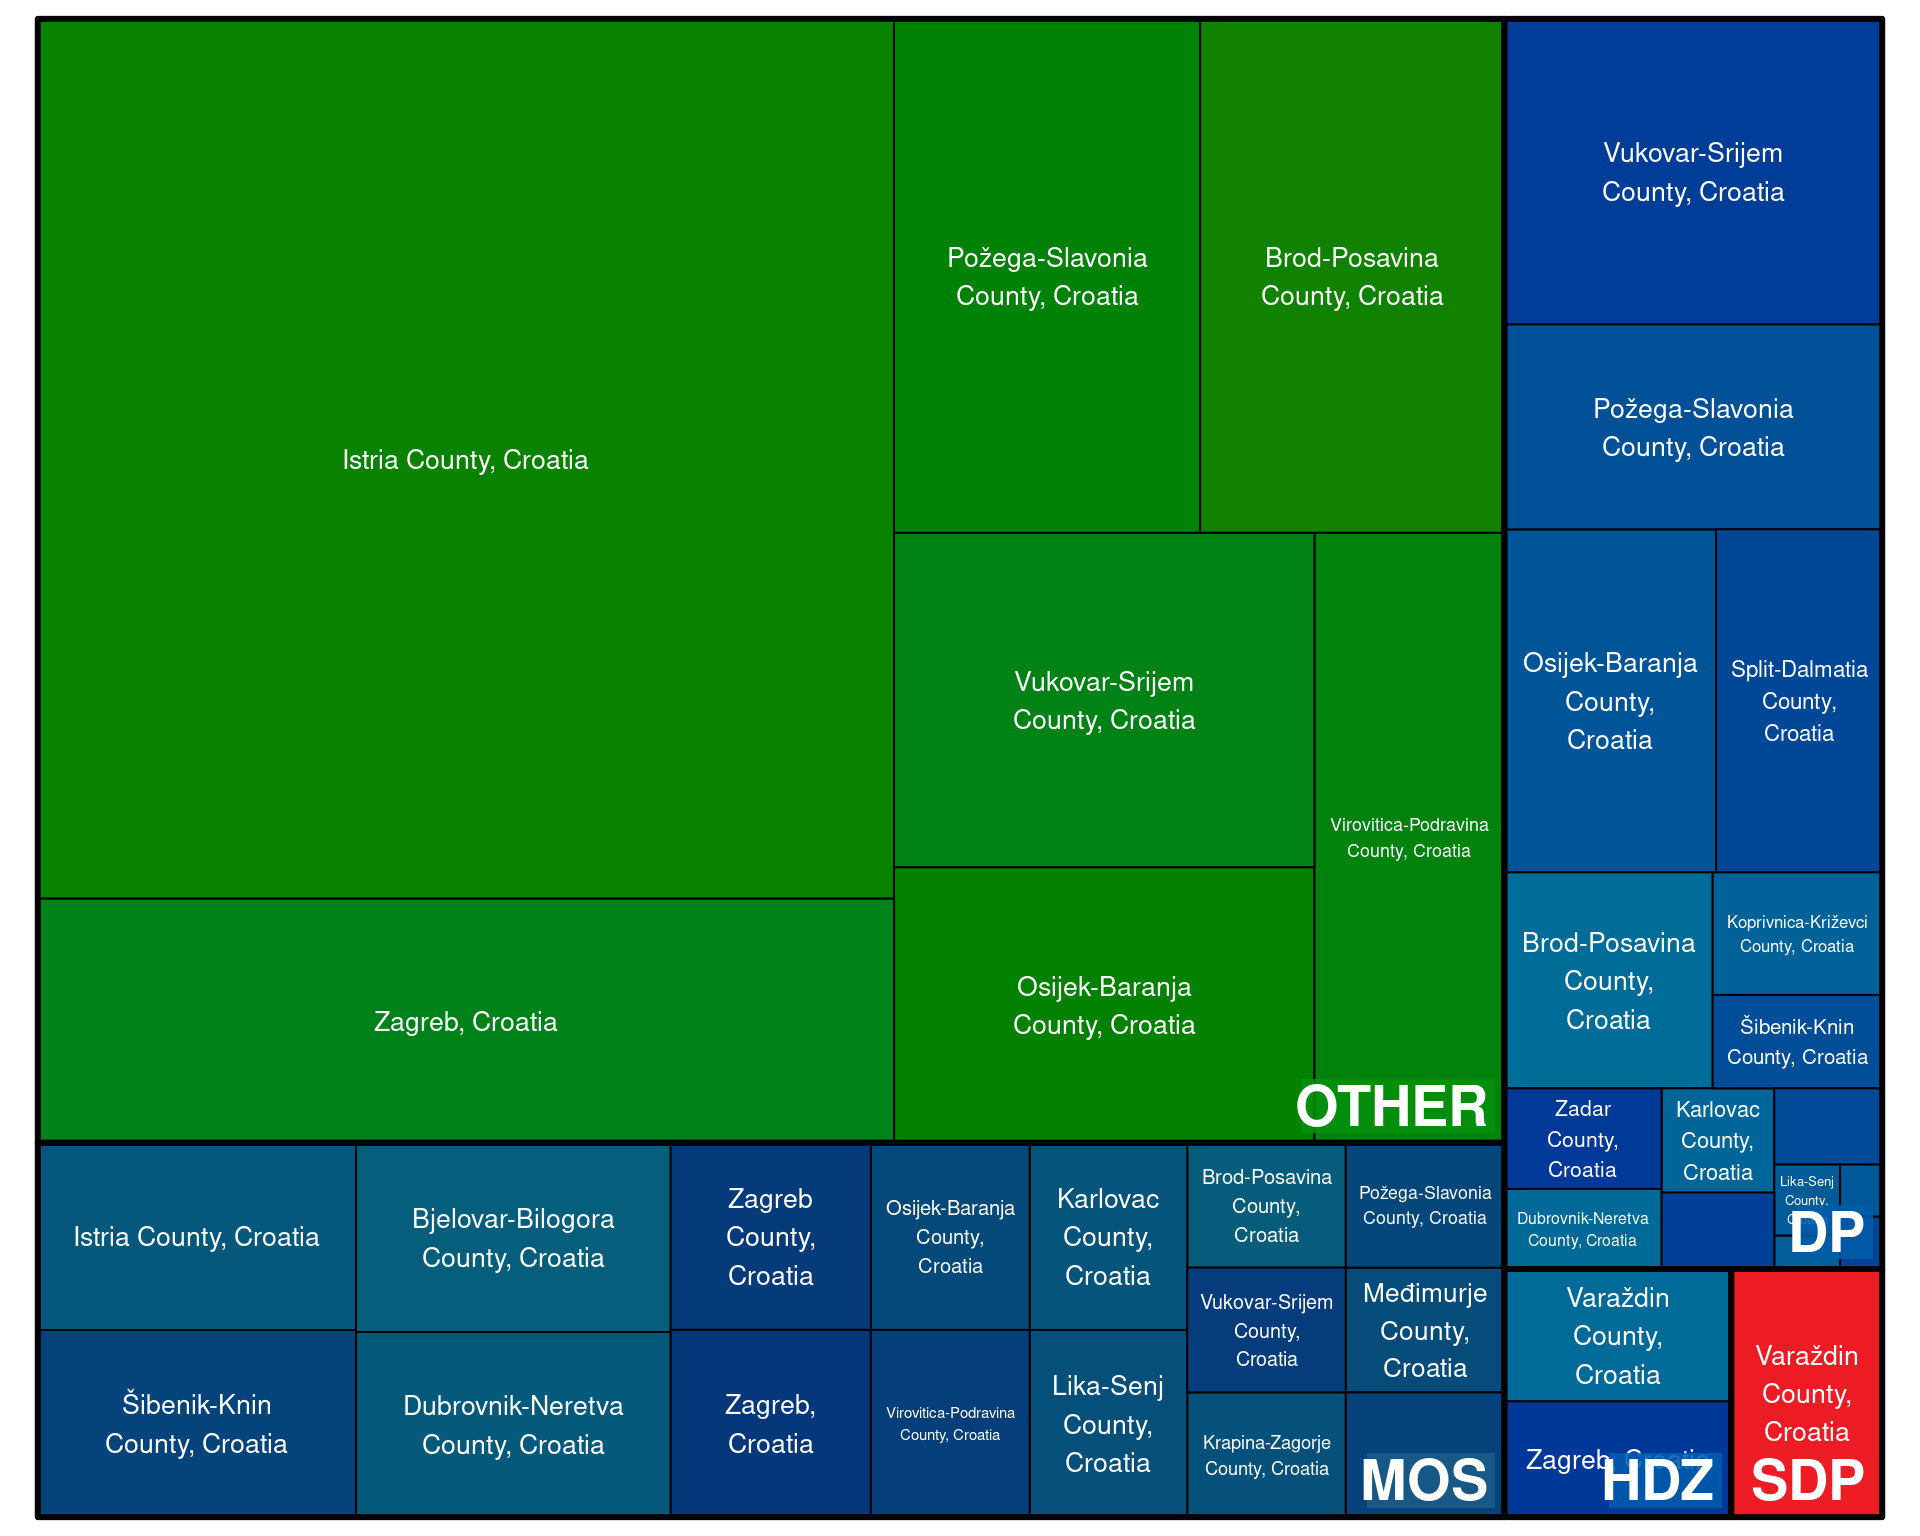 Istria County, Croatia
Zagreb, Croatia
Požega-Slavonia
County, Croatia
Brod-Posavina
County, Croatia
Vukovar-Srijem
County, Croatia
Osijek-Baranja
County, Croatia
Virovitica-Podravina
County, Croatia
OTHER
Vukovar-Srijem
County, Croatia
Požega-Slavonia
County, Croatia
Osijek-Baranja
County,
Croatia
Split-Dalmatia
County,
Croatia
Brod-Posavina
County,
Croatia
Koprivnica-Križevci
County, Croatia
Šibenik-Knin
County, Croatia
Zadar
County,
Croatia
Dubrovnik-Neretva
County, Croatia
Karlovac
County,
Croatia
Lika-Senj
County,
DP
Istria County, Croatia
Šibenik-Knin
County, Croatia
Bjelovar-Bilogora
County, Croatia
Dubrovnik-Neretva
County, Croatia
Zagreb
County,
Croatia
Zagreb,
Croatia
Osijek-Baranja
County,
Croatia
Virovitica-Podravina
County, Croatia
Karlovac
County,
Croatia
Lika-Senj
County,
Croatia
Brod-Posavina
County,
Croatia
Vukovar-Srijem
County,
Croatia
Krapina-Zagorje
County, Croatia
Požega-Slavonia
County, Croatia
Međimurje
County,
Croatia
MOS
Varaždin
County,
Croatia
Zagreb, Croatia
HDZ
Varaždin
County,
Croatia
SDP